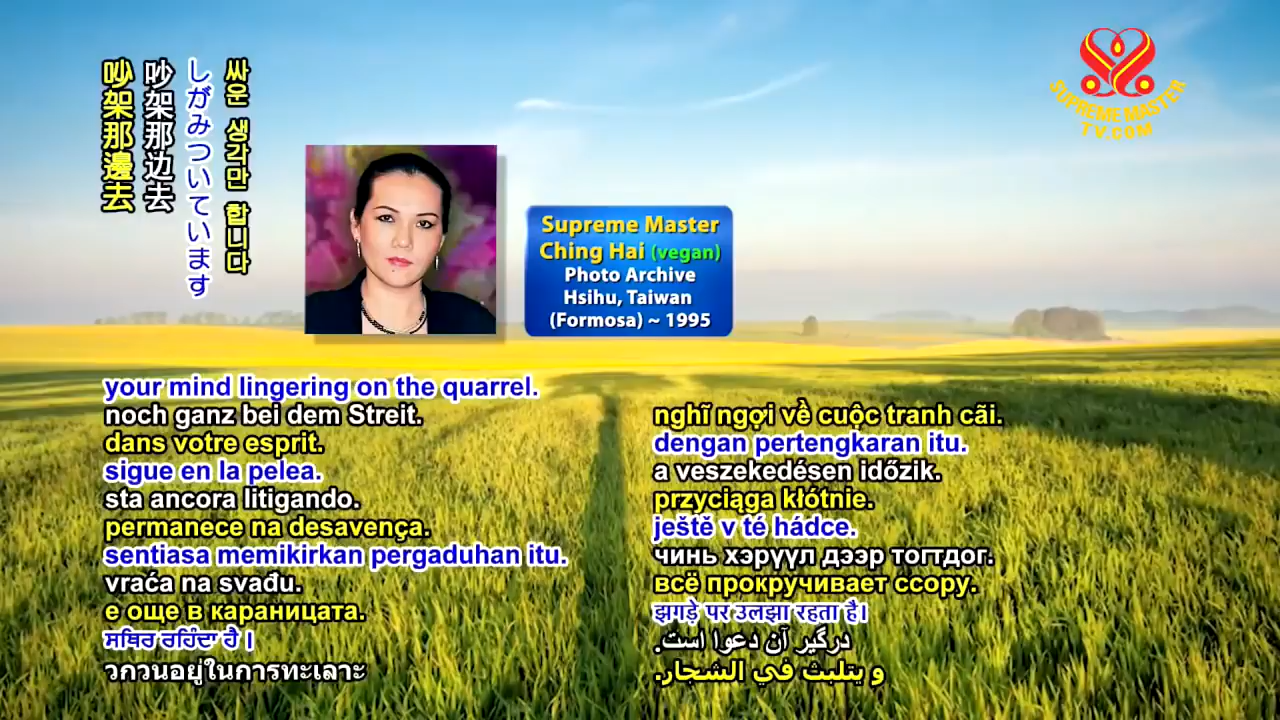 吵架那邊去
吵架那边去
しがみついています
싸운 생각만 합니다
SUPREME MASTER
TV.COM
Supreme Master
Ching Hai (vegan)
Photo Archive
Hsihu, Taiwan
(Formosa) ~ 1995
your mind lingering on the quarrel.
noch ganz bei dem Streit.
dans votre esprit.
sigue en la pelea.
sta ancora litigando.
permanece na desavença.
sentiasa memikirkan pergaduhan itu.
vraća na svađu.
е още в караницата.
ਸਥਿਰ ਰਹਿੰਦਾ ਹੈ।
วกวนอยู่ในการทะเลาะ
nghĩ ngợi về cuộc tranh cãi.
dengan pertengkaran itu.
a veszekedésen időzik.
przyciąga kłótnie.
ještě v té hádce.
чинь хэрүүл дээр тогтдог.
всё прокручивает ссору.
झगड़े पर उलझा रहता है।
درگیر آن دعوا است.
و يتلبث في الشجار.